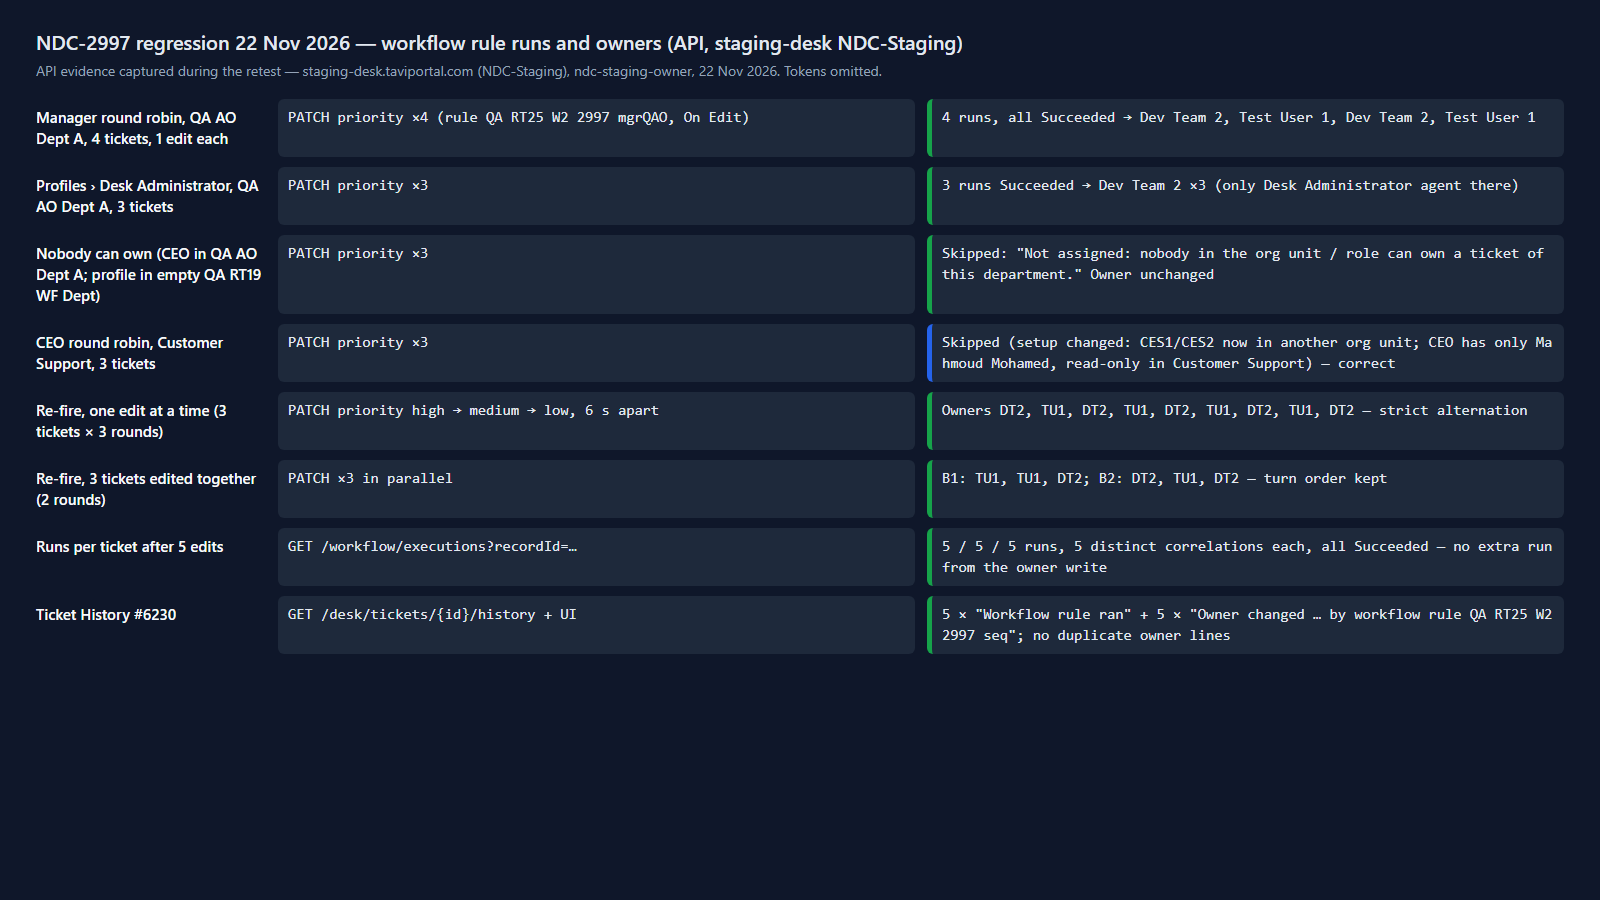 NDC-2997 regression 22 Nov 2026 — workflow rule runs and owners (API, staging-desk NDC-Staging)
API evidence captured during the retest — staging-desk.taviportal.com (NDC-Staging), ndc-staging-owner, 22 Nov 2026. Tokens omitted.
Manager round robin, QA AO
Dept A, 4 tickets, 1 edit each
PATCH priority ×4 (rule QA RT25 W2 2997 mgrQAO, On Edit)
4 runs, all Succeeded → Dev Team 2, Test User 1, Dev Team 2, Test User 1
Profiles › Desk Administrator, QA
AO Dept A, 3 tickets
PATCH priority ×3
3 runs Succeeded → Dev Team 2 ×3 (only Desk Administrator agent there)
Nobody can own (CEO in QA AO
Dept A; profile in empty QA RT19
WF Dept)
PATCH priority ×3
Skipped: "Not assigned: nobody in the org unit / role can own a ticket of
this department." Owner unchanged
CEO round robin, Customer
Support, 3 tickets
PATCH priority ×3
Skipped (setup changed: CES1/CES2 now in another org unit; CEO has only Ma
hmoud Mohamed, read-only in Customer Support) — correct
Re-fire, one edit at a time (3
tickets × 3 rounds)
PATCH priority high → medium → low, 6 s apart
Owners DT2, TU1, DT2, TU1, DT2, TU1, DT2, TU1, DT2 — strict alternation
Re-fire, 3 tickets edited together
(2 rounds)
PATCH ×3 in parallel
B1: TU1, TU1, DT2; B2: DT2, TU1, DT2 — turn order kept
Runs per ticket after 5 edits
GET /workflow/executions?recordId=…
5 / 5 / 5 runs, 5 distinct correlations each, all Succeeded — no extra run
from the owner write
Ticket History #6230
GET /desk/tickets/{id}/history + UI
5 × "Workflow rule ran" + 5 × "Owner changed … by workflow rule QA RT25 W2
2997 seq"; no duplicate owner lines